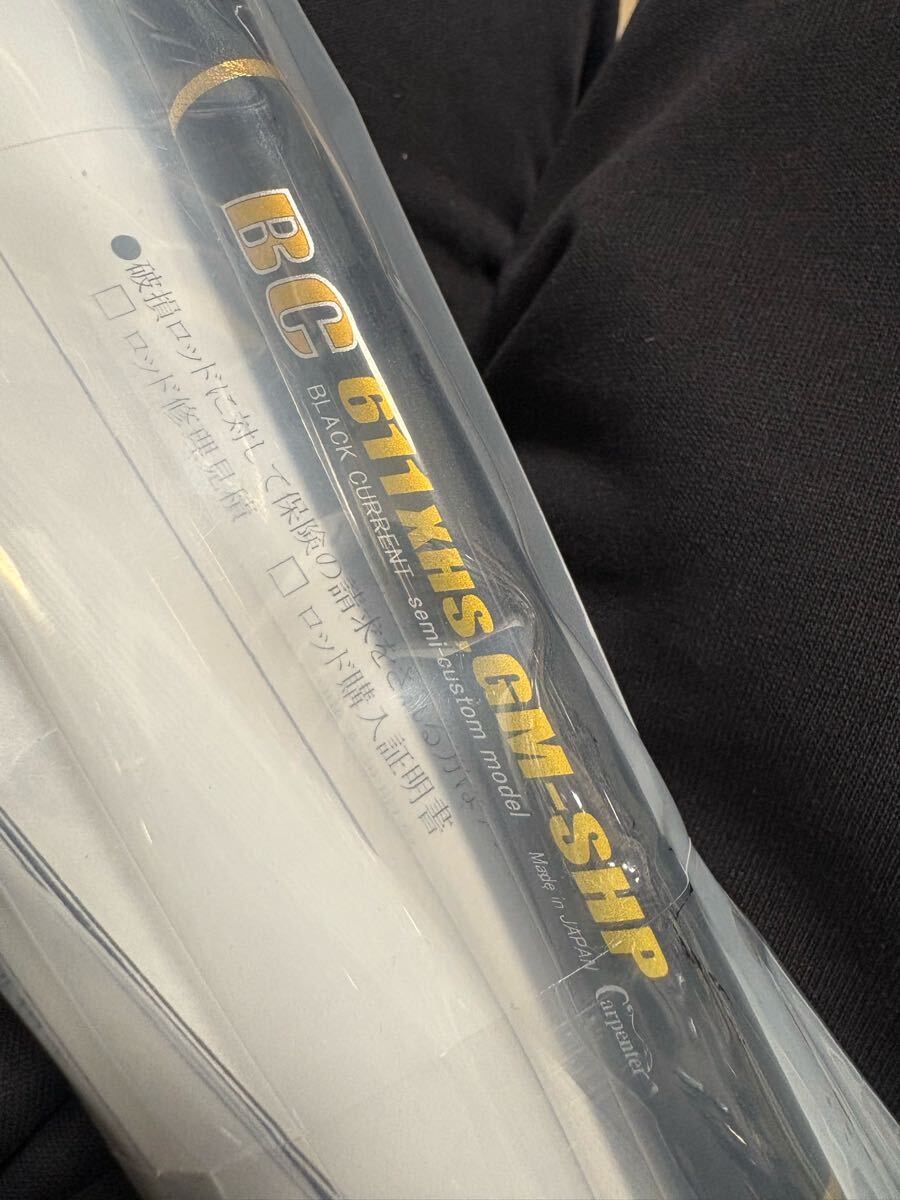 BC 611XHS.GM-SHP
BLACK CURRENT semi-custom model
Made in JAPAN
Carpenter
●破損ロッドに対して保険の請求を
□ロッド修理見積 □ロッド購入証明書